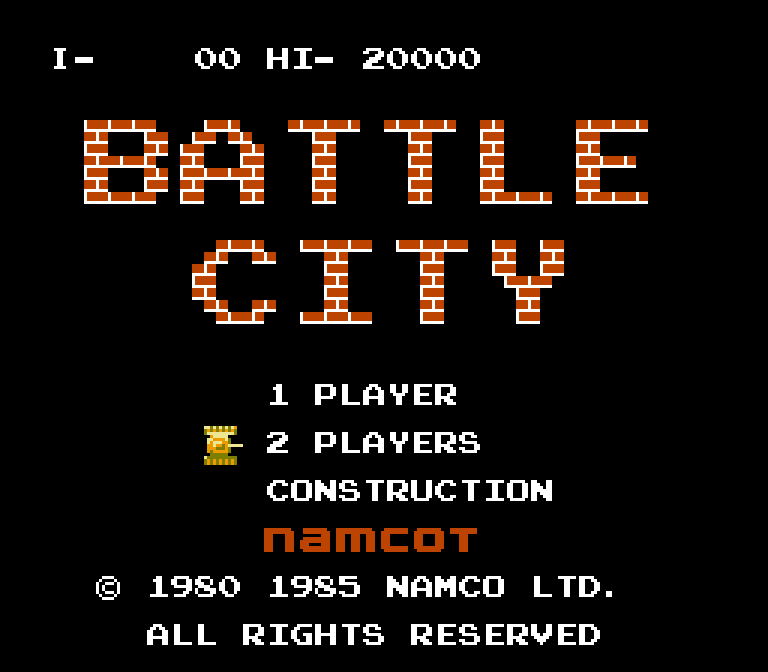 I- 00 HI- 20000
BATTLE
CITY
1 PLAYER
2 PLAYERS
CONSTRUCTION
namcot
© 1980 1985 NAMCO LTD.
ALL RIGHTS RESERVED